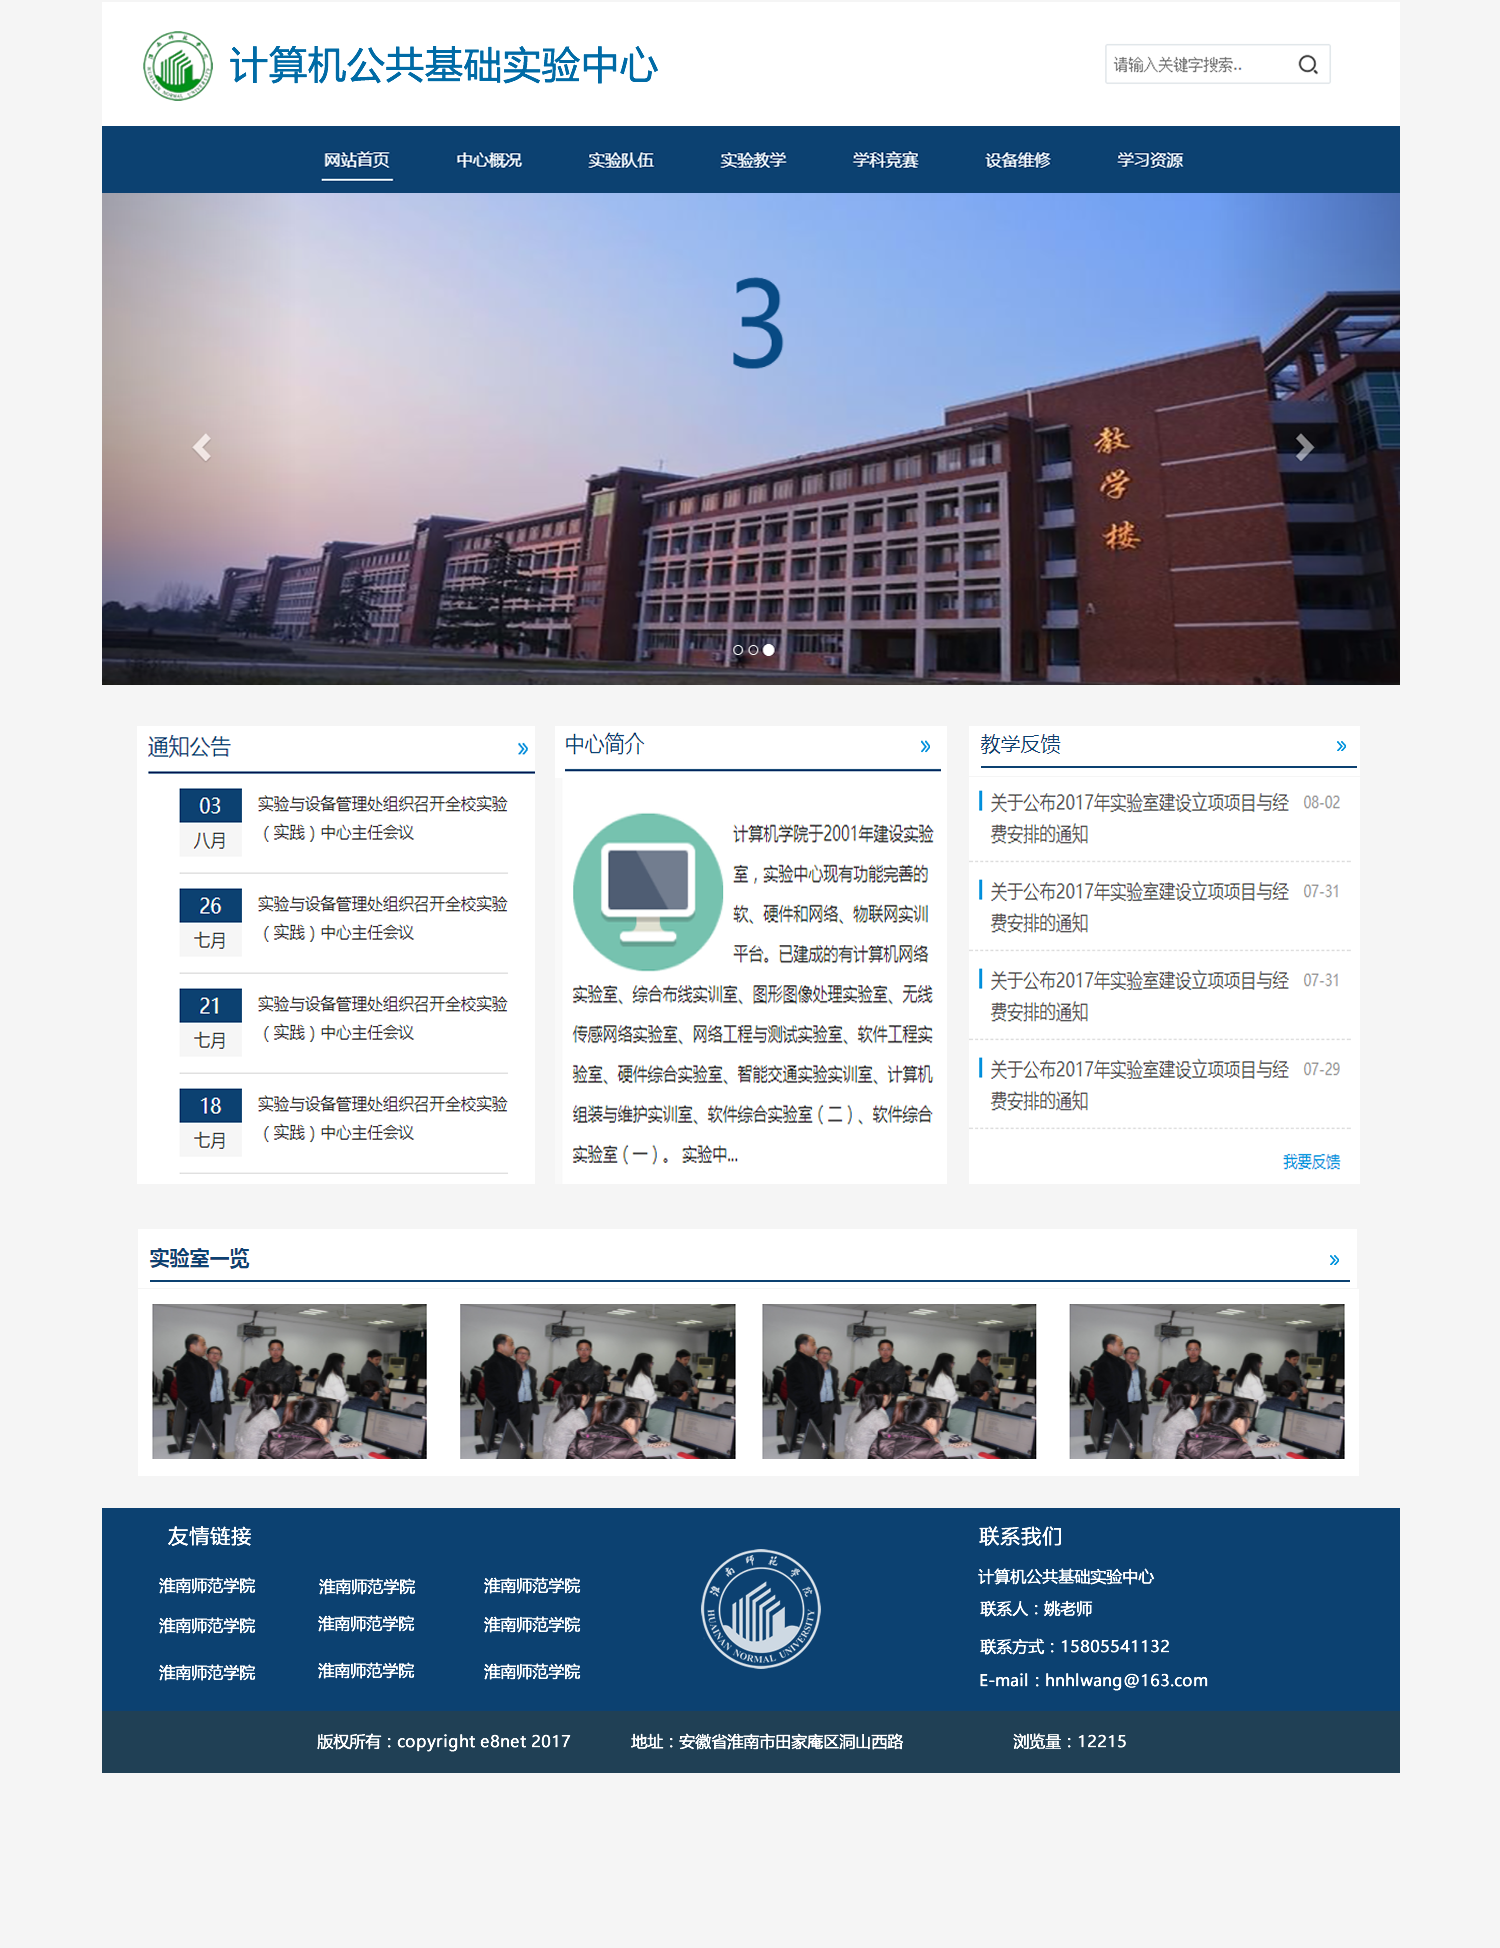 计算机公共基础实验中心
请输入关键字搜索..
网站首页 中心概况 实验队伍 实验教学 学科竞赛 设备维修 学习资源
3
教
学
楼
通知公告 »
03
八月
实验与设备管理处组织召开全校实验
（实践）中心主任会议
26
七月
实验与设备管理处组织召开全校实验
（实践）中心主任会议
21
七月
实验与设备管理处组织召开全校实验
（实践）中心主任会议
18
七月
实验与设备管理处组织召开全校实验
（实践）中心主任会议
中心简介 »
计算机学院于2001年建设实验
室，实验中心现有功能完善的
软、硬件和网络、物联网实训
平台。已建成的有计算机网络
实验室、综合布线实训室、图形图像处理实验室、无线
传感网络实验室、网络工程与测试实验室、软件工程实
验室、硬件综合实验室、智能交通实验实训室、计算机
组装与维护实训室、软件综合实验室（二）、软件综合
实验室（一）。 实验中...
教学反馈 »
关于公布2017年实验室建设立项项目与经 08-02
费安排的通知
关于公布2017年实验室建设立项项目与经 07-31
费安排的通知
关于公布2017年实验室建设立项项目与经 07-31
费安排的通知
关于公布2017年实验室建设立项项目与经 07-29
费安排的通知
我要反馈
实验室一览 »
友情链接
淮南师范学院 淮南师范学院 淮南师范学院
淮南师范学院 淮南师范学院 淮南师范学院
淮南师范学院 淮南师范学院 淮南师范学院
淮南师范学院
HUAINAN NORMAL UNIVERSITY
联系我们
计算机公共基础实验中心
联系人：姚老师
联系方式：15805541132
E-mail：hnhlwang@163.com
版权所有：copyright e8net 2017 地址：安徽省淮南市田家庵区洞山西路 浏览量：12215